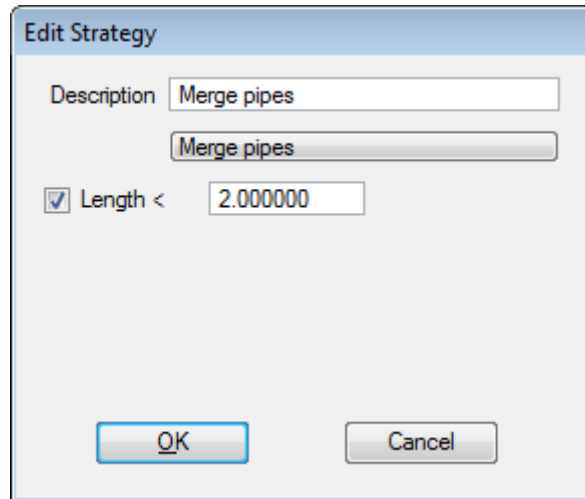 Edit Strategy
Description Merge pipes
Merge pipes
Length < 2.000000
OK Cancel